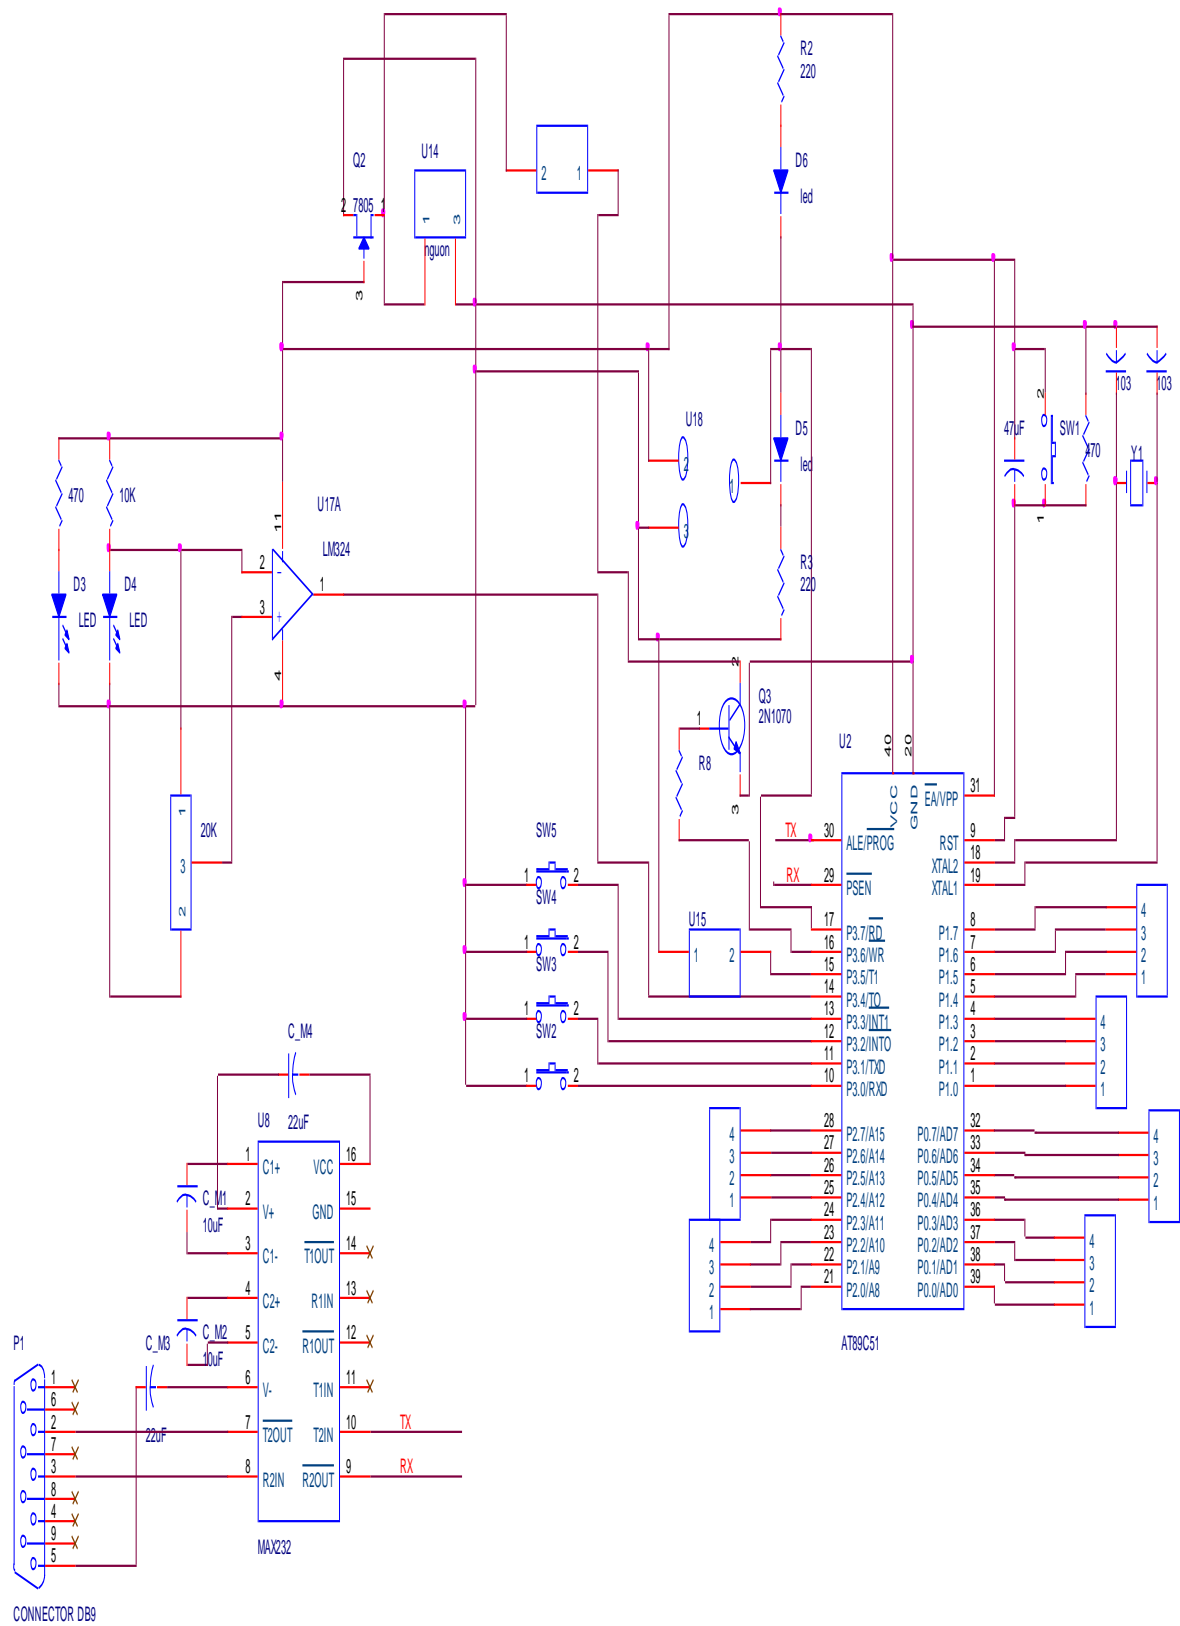 R2
220
D6
led
Q2
2 7805 1
3
U14
1 3
nguon
2 1
U18
2
1
3
D5
led
R3
220
47uF
2
SW1
1
470
103
103
Y1
470
10K
D3
LED
D4
LED
U17A
LM324
11
2 -
3 +
1
4
20K
1
3
2
Q3
2N1070
2
1
3
R8
U15
1 2
SW5
1 2
SW4
1 2
SW3
1 2
SW2
1 2
U2
40 VCC
20 GND
TX 30 ALE/PROG
RX 29 PSEN
17 P3.7/RD
16 P3.6/WR
15 P3.5/T1
14 P3.4/TO
13 P3.3/INT1
12 P3.2/INTO
11 P3.1/TXD
10 P3.0/RXD
28 P2.7/A15
27 P2.6/A14
26 P2.5/A13
25 P2.4/A12
24 P2.3/A11
23 P2.2/A10
22 P2.1/A9
21 P2.0/A8
EA/VPP 31
RST 9
XTAL2 18
XTAL1 19
P1.7 8
P1.6 7
P1.5 6
P1.4 5
P1.3 4
P1.2 3
P1.1 2
P1.0 1
P0.7/AD7 32
P0.6/AD6 33
P0.5/AD5 34
P0.4/AD4 35
P0.3/AD3 36
P0.2/AD2 37
P0.1/AD1 38
P0.0/AD0 39
AT89C51
4
3
2
1
4
3
2
1
4
3
2
1
4
3
2
1
4
3
2
1
4
3
2
1
C_M4
22uF
U8
1 C1+
2 V+
3 C1-
4 C2+
5 C2-
6 V-
7 T2OUT
8 R2IN
VCC 16
GND 15
T1OUT 14
R1IN 13
R1OUT 12
T1IN 11
T2IN 10 TX
R2OUT 9 RX
MAX232
C_M1
10uF
C_M2
10uF
C_M3
22uF
P1
1
6
2
7
3
8
4
9
5
CONNECTOR DB9